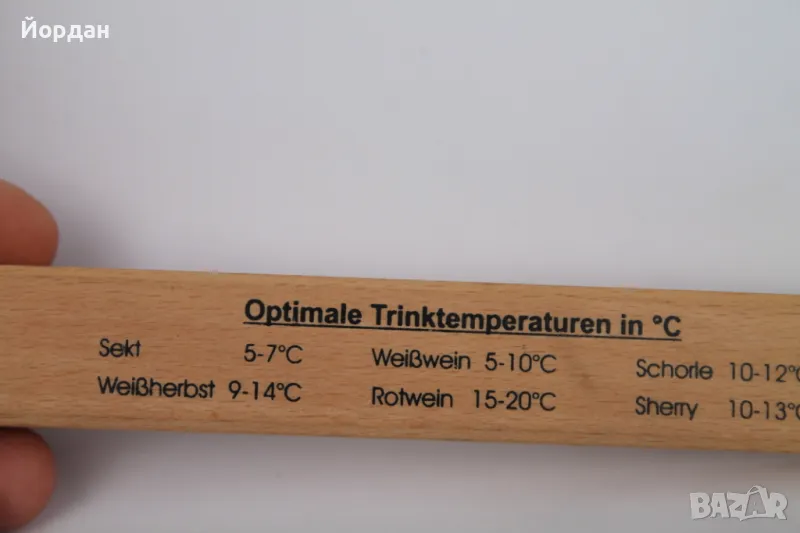 Йордан
Optimale Trinktemperaturen in °C
Sekt 5-7°C Weißwein 5-10°C Schorle 10-12°C
Weißherbst 9-14°C Rotwein 15-20°C Sherry 10-13°C
BAZAR